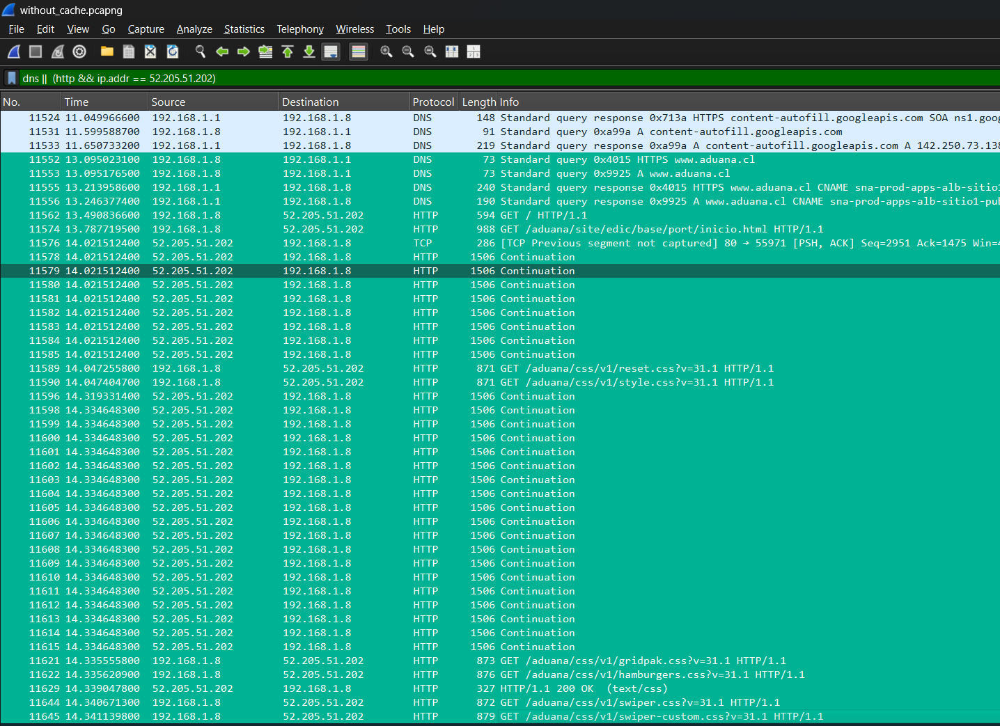 without_cache.pcapng
File Edit View Go Capture Analyze Statistics Telephony Wireless Tools Help
dns || (http && ip.addr == 52.205.51.202)
No. Time Source Destination Protocol Length Info
11524 11.049966600 192.168.1.1 192.168.1.8 DNS 148 Standard query response 0x713a HTTPS content-autofill.googleapis.com SOA ns1.goog
11531 11.599588700 192.168.1.8 192.168.1.1 DNS 91 Standard query 0xa99a A content-autofill.googleapis.com
11533 11.650733200 192.168.1.1 192.168.1.8 DNS 219 Standard query response 0xa99a A content-autofill.googleapis.com A 142.250.73.138
11552 13.095023100 192.168.1.8 192.168.1.1 DNS 73 Standard query 0x4015 HTTPS www.aduana.cl
11553 13.095176500 192.168.1.8 192.168.1.1 DNS 73 Standard query 0x9925 A www.aduana.cl
11555 13.213958600 192.168.1.1 192.168.1.8 DNS 240 Standard query response 0x4015 HTTPS www.aduana.cl CNAME sna-prod-apps-alb-sitio1
11556 13.246377400 192.168.1.1 192.168.1.8 DNS 190 Standard query response 0x9925 A www.aduana.cl CNAME sna-prod-apps-alb-sitio1-pub
11562 13.490836600 192.168.1.8 52.205.51.202 HTTP 594 GET / HTTP/1.1
11574 13.787719500 192.168.1.8 52.205.51.202 HTTP 988 GET /aduana/site/edic/base/port/inicio.html HTTP/1.1
11576 14.021512400 52.205.51.202 192.168.1.8 TCP 286 [TCP Previous segment not captured] 80 → 55971 [PSH, ACK] Seq=2951 Ack=1475 Win=4
11578 14.021512400 52.205.51.202 192.168.1.8 HTTP 1506 Continuation
11579 14.021512400 52.205.51.202 192.168.1.8 HTTP 1506 Continuation
11580 14.021512400 52.205.51.202 192.168.1.8 HTTP 1506 Continuation
11581 14.021512400 52.205.51.202 192.168.1.8 HTTP 1506 Continuation
11582 14.021512400 52.205.51.202 192.168.1.8 HTTP 1506 Continuation
11583 14.021512400 52.205.51.202 192.168.1.8 HTTP 1506 Continuation
11584 14.021512400 52.205.51.202 192.168.1.8 HTTP 1506 Continuation
11585 14.021512400 52.205.51.202 192.168.1.8 HTTP 1506 Continuation
11589 14.047255800 192.168.1.8 52.205.51.202 HTTP 871 GET /aduana/css/v1/reset.css?v=31.1 HTTP/1.1
11590 14.047404700 192.168.1.8 52.205.51.202 HTTP 871 GET /aduana/css/v1/style.css?v=31.1 HTTP/1.1
11596 14.319331400 52.205.51.202 192.168.1.8 HTTP 1506 Continuation
11598 14.334648300 52.205.51.202 192.168.1.8 HTTP 1506 Continuation
11599 14.334648300 52.205.51.202 192.168.1.8 HTTP 1506 Continuation
11600 14.334648300 52.205.51.202 192.168.1.8 HTTP 1506 Continuation
11601 14.334648300 52.205.51.202 192.168.1.8 HTTP 1506 Continuation
11602 14.334648300 52.205.51.202 192.168.1.8 HTTP 1506 Continuation
11603 14.334648300 52.205.51.202 192.168.1.8 HTTP 1506 Continuation
11604 14.334648300 52.205.51.202 192.168.1.8 HTTP 1506 Continuation
11605 14.334648300 52.205.51.202 192.168.1.8 HTTP 1506 Continuation
11606 14.334648300 52.205.51.202 192.168.1.8 HTTP 1506 Continuation
11607 14.334648300 52.205.51.202 192.168.1.8 HTTP 1506 Continuation
11608 14.334648300 52.205.51.202 192.168.1.8 HTTP 1506 Continuation
11609 14.334648300 52.205.51.202 192.168.1.8 HTTP 1506 Continuation
11610 14.334648300 52.205.51.202 192.168.1.8 HTTP 1506 Continuation
11611 14.334648300 52.205.51.202 192.168.1.8 HTTP 1506 Continuation
11612 14.334648300 52.205.51.202 192.168.1.8 HTTP 1506 Continuation
11613 14.334648300 52.205.51.202 192.168.1.8 HTTP 1506 Continuation
11614 14.334648300 52.205.51.202 192.168.1.8 HTTP 1506 Continuation
11615 14.334648300 52.205.51.202 192.168.1.8 HTTP 1506 Continuation
11621 14.335555800 192.168.1.8 52.205.51.202 HTTP 873 GET /aduana/css/v1/gridpak.css?v=31.1 HTTP/1.1
11622 14.335620900 192.168.1.8 52.205.51.202 HTTP 876 GET /aduana/css/v1/hamburgers.css?v=31.1 HTTP/1.1
11629 14.339047800 52.205.51.202 192.168.1.8 HTTP 327 HTTP/1.1 200 OK (text/css)
11644 14.340671300 192.168.1.8 52.205.51.202 HTTP 872 GET /aduana/css/v1/swiper.css?v=31.1 HTTP/1.1
11645 14.341139800 192.168.1.8 52.205.51.202 HTTP 879 GET /aduana/css/v1/swiper-custom.css?v=31.1 HTTP/1.1